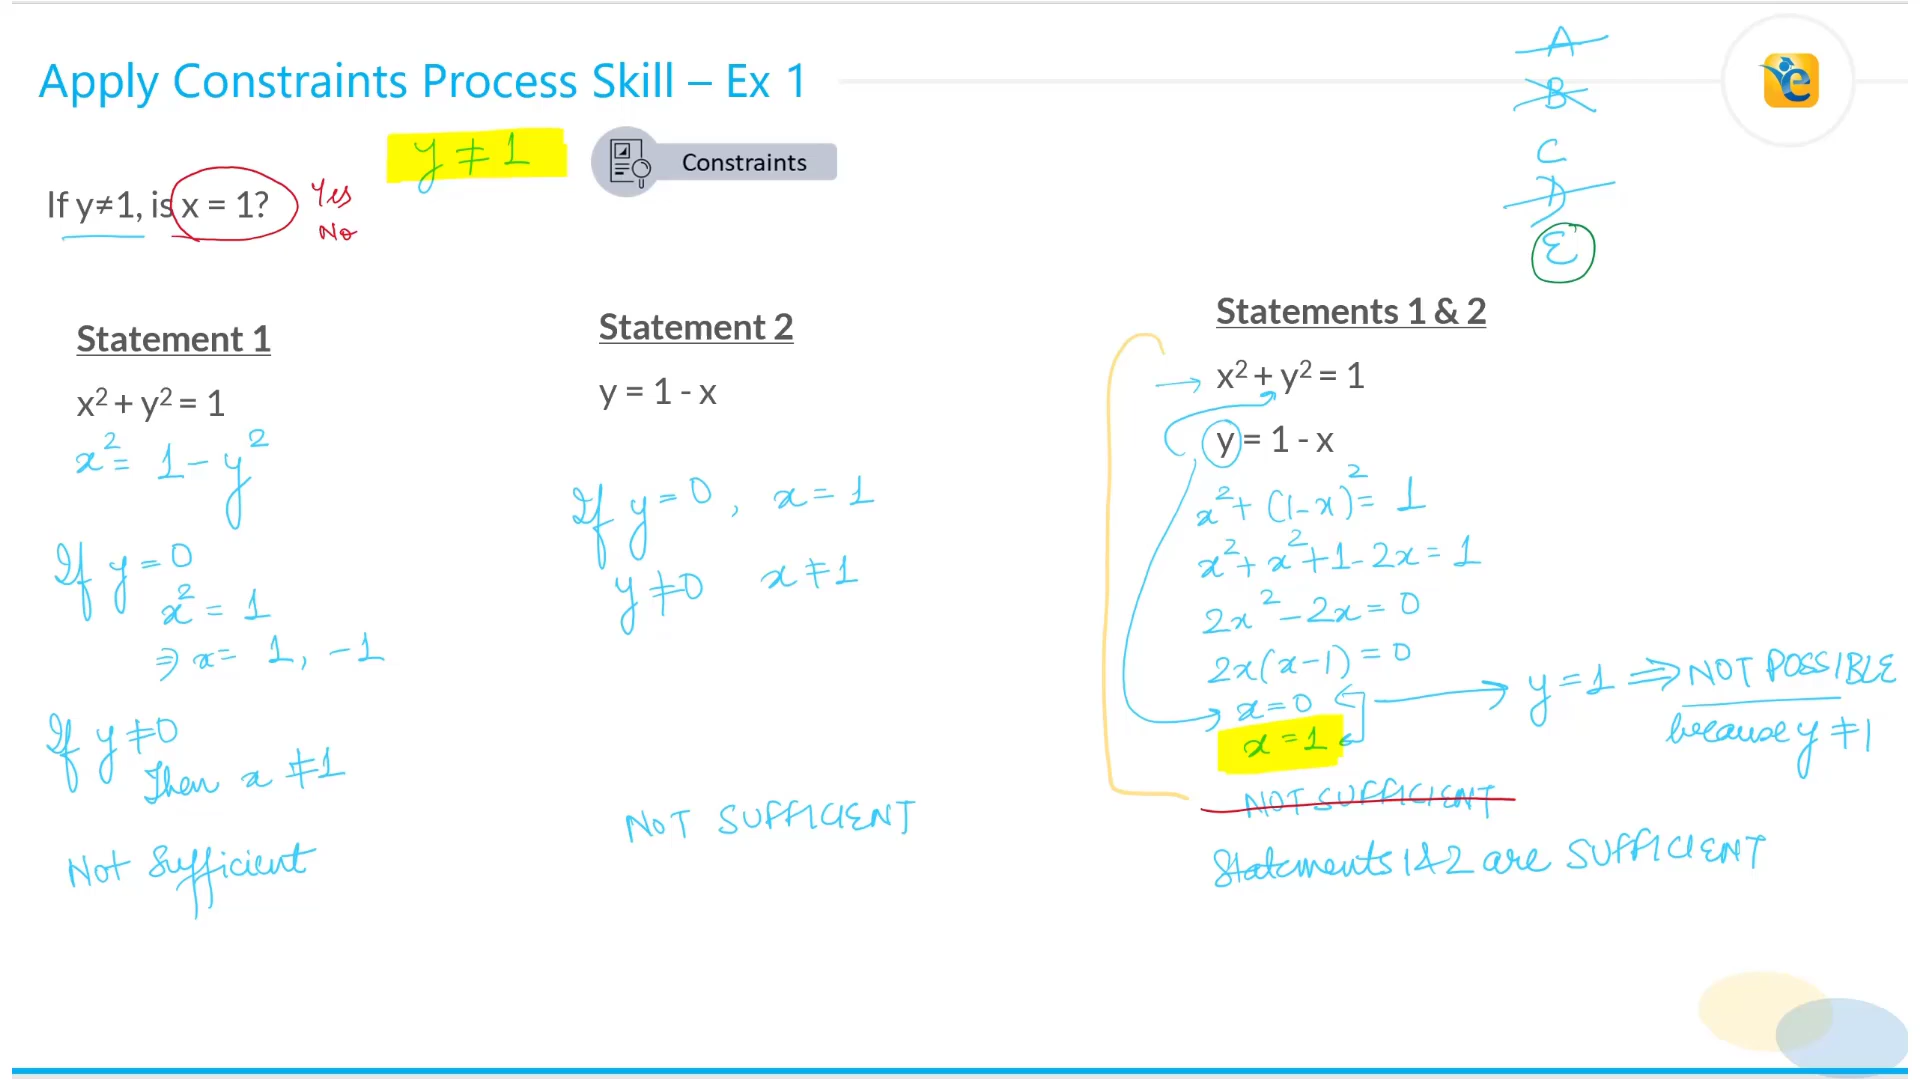 Apply Constraints Process Skill – Ex 1
A
B
C
D
E
y ≠ 1
Constraints
If y≠1, is x = 1?
Yes
No
Statement 1
x² + y² = 1
x² = 1 - y²
If y = 0
x² = 1
⇒ x = 1, -1
If y ≠ 0
Then x ≠ 1
Not Sufficient
Statement 2
y = 1 - x
If y = 0, x = 1
y ≠ 0 x ≠ 1
NOT SUFFICIENT
Statements 1 & 2
→ x² + y² = 1
y = 1 - x
x² + (1 - x)² = 1
x² + x² + 1 - 2x = 1
2x² - 2x = 0
2x(x - 1) = 0
x = 0 → y = 1 ⇒ NOT POSSIBLE
because y ≠ 1
x = 1
NOT SUFFICIENT
Statements 1 & 2 are SUFFICIENT